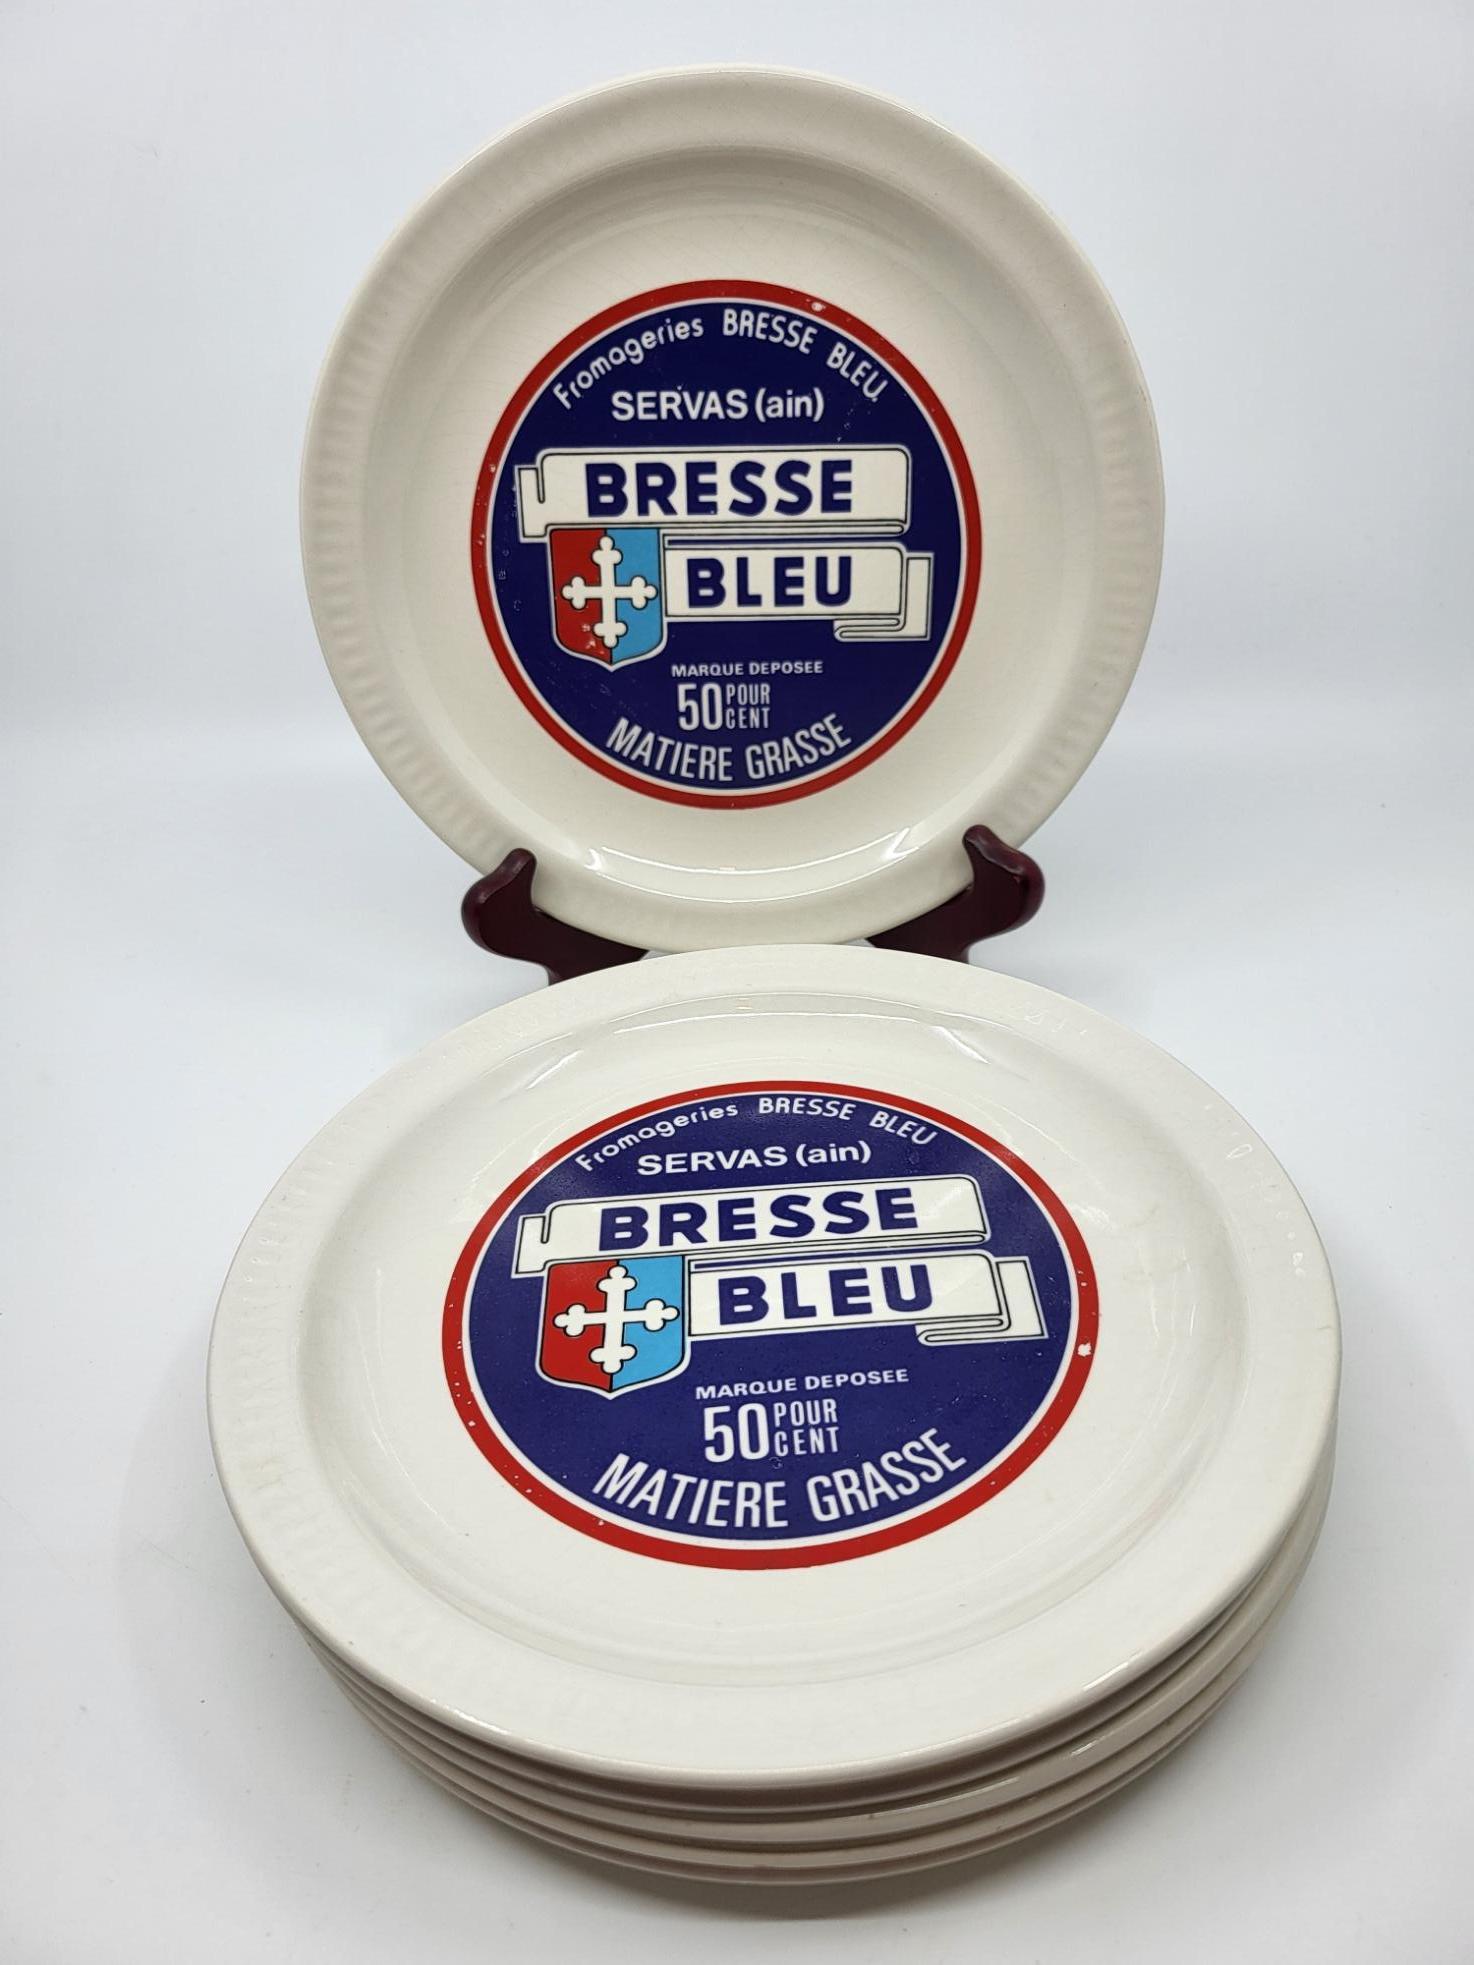 Fromageries BRESSE BLEU
SERVAS (ain)
BRESSE
BLEU
MARQUE DEPOSEE
50 POUR
CENT
MATIERE GRASSE
Fromageries BRESSE BLEU
SERVAS (ain)
BRESSE
BLEU
MARQUE DEPOSEE
50 POUR
CENT
MATIERE GRASSE